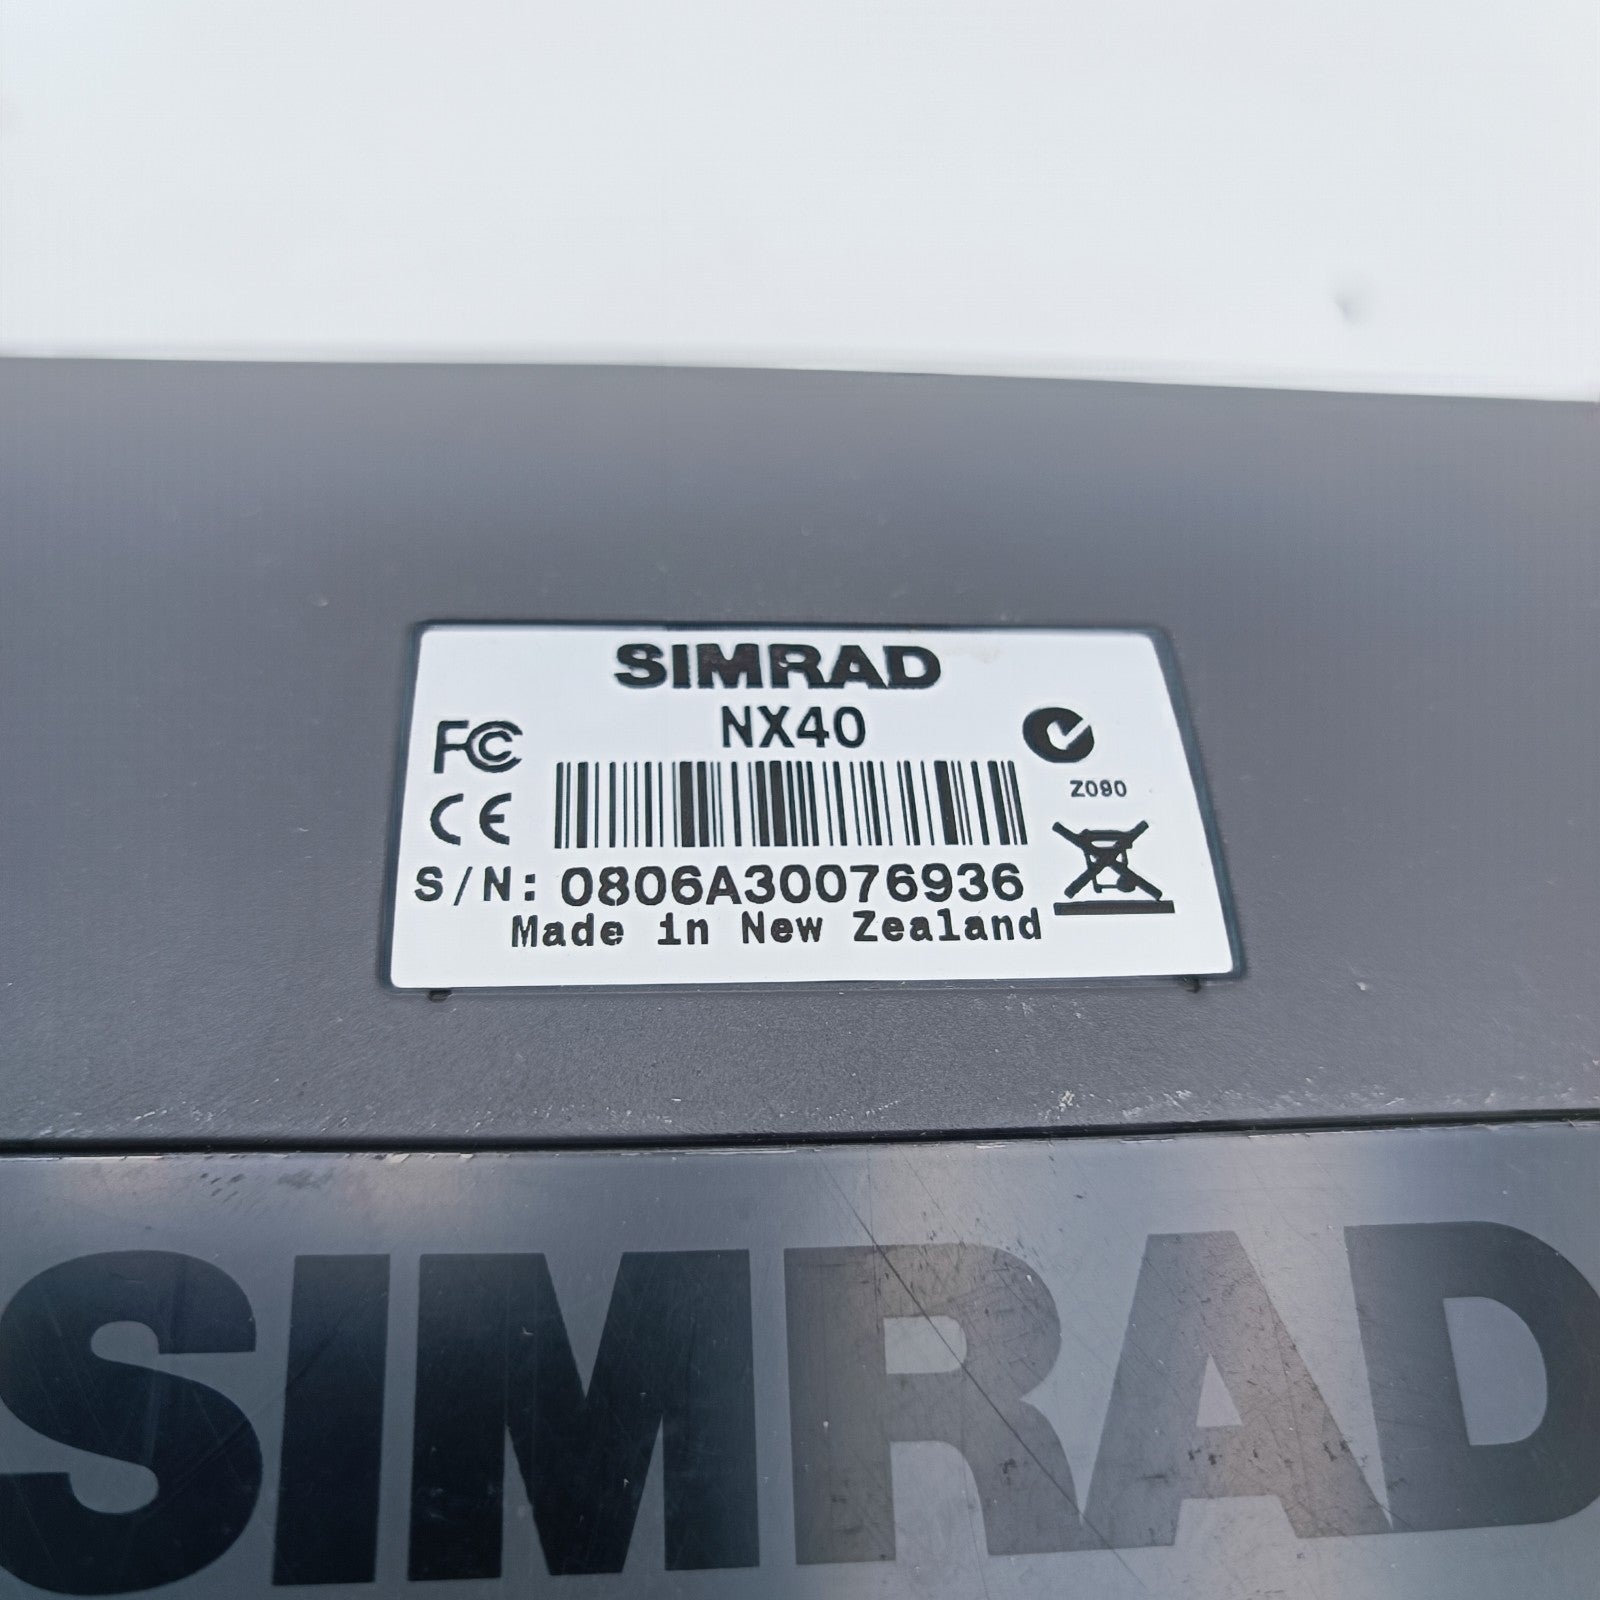 SIMRAD
NX40
FC
CE
Z090
S/N: 0806A30076936
Made in New Zealand
SIMRAD